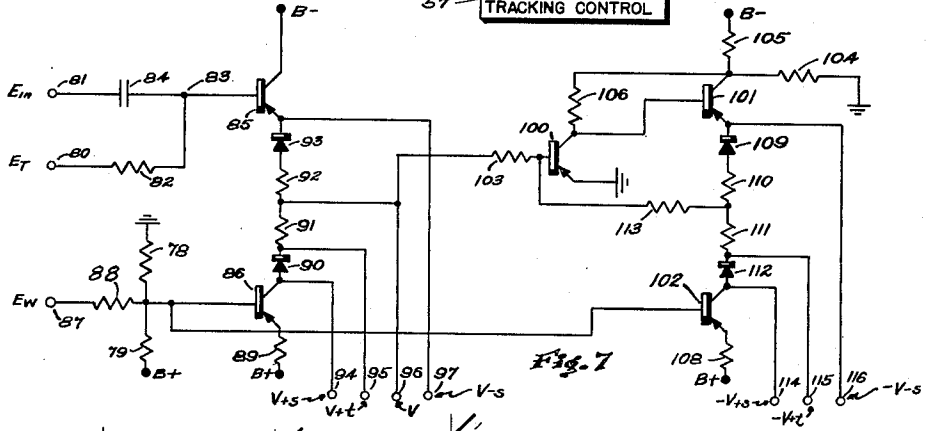 57
TRACKING CONTROL
B-
B-
105
104
Ein
81
84
83
85
106
101
100
ET
80
82
93
103
109
92
110
113
91
111
78
90
112
88
86
102
Ew
87
79
89
108
B+
B+
Fig. 7
B+
94
95
96
97
114
115
116
V+s
V+t
V
V-s
-V+s
-V+t
-V-s